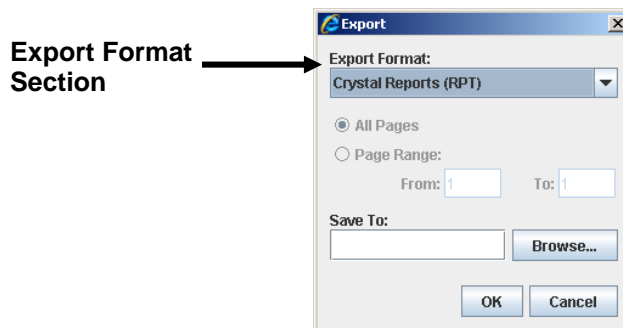 Export
Export Format
Section
Export Format:
Crystal Reports (RPT)
All Pages
Page Range:
From: 1 To: 1
Save To:
Browse...
OK Cancel